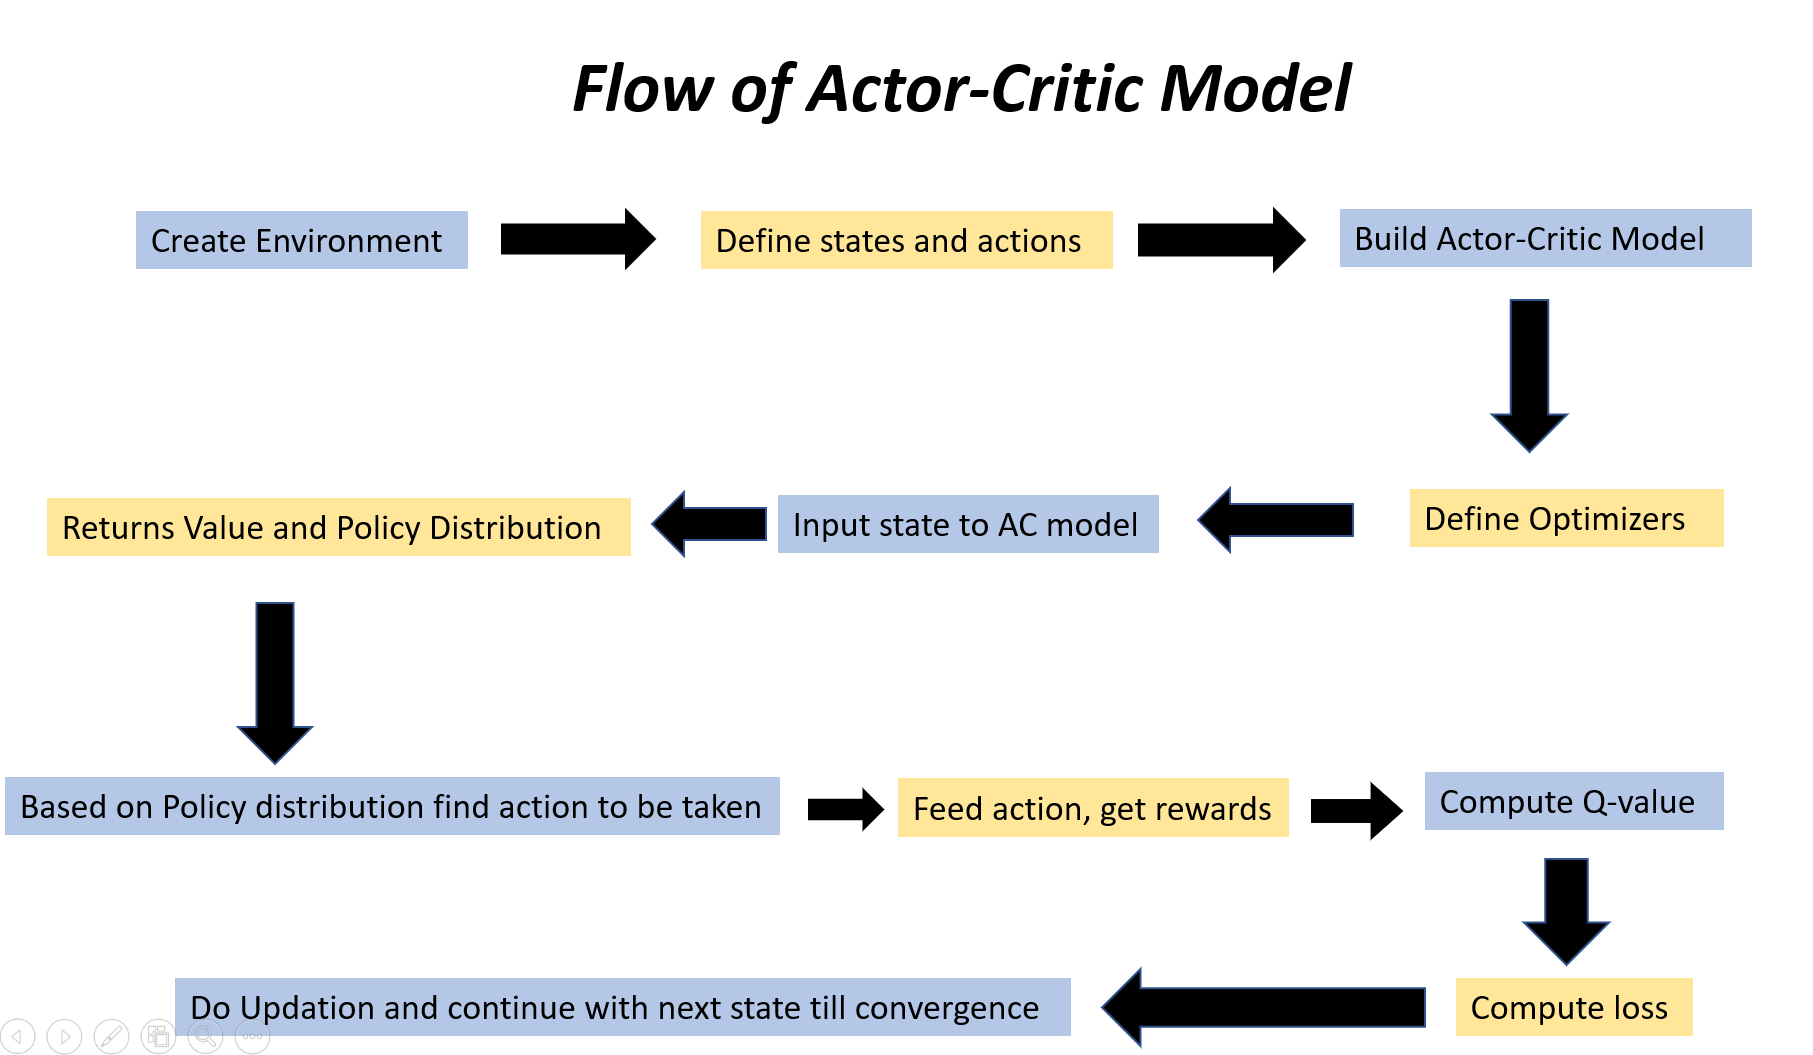 Flow of Actor-Critic Model
Create Environment
Define states and actions
Build Actor-Critic Model
Define Optimizers
Input state to AC model
Returns Value and Policy Distribution
Based on Policy distribution find action to be taken
Feed action, get rewards
Compute Q-value
Compute loss
Do Updation and continue with next state till convergence